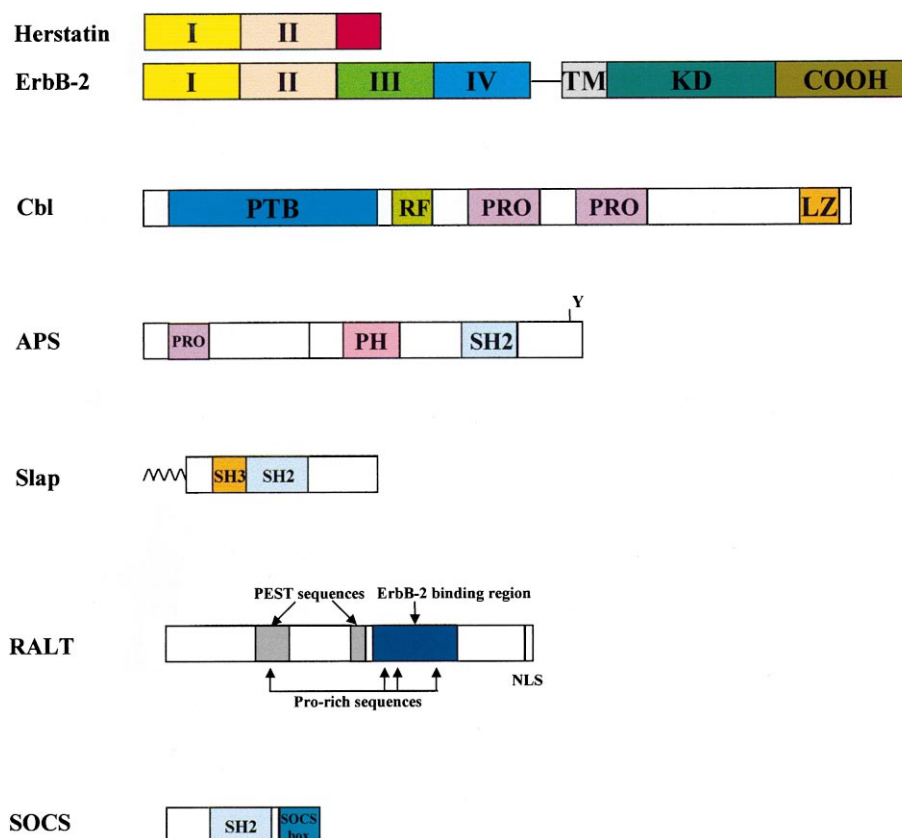 Herstatin I II
ErbB-2 I II III IV TM KD COOH
Cbl PTB RF PRO PRO LZ
Y
APS PRO PH SH2
Slap SH3 SH2
PEST sequences ErbB-2 binding region
RALT
NLS
Pro-rich sequences
SOCS SH2 SOCS
box